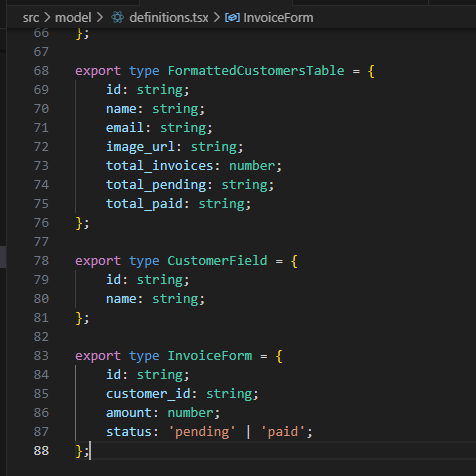 src > model > definitions.tsx > InvoiceForm
66 };
67
68 export type FormattedCustomersTable = {
69 id: string;
70 name: string;
71 email: string;
72 image_url: string;
73 total_invoices: number;
74 total_pending: string;
75 total_paid: string;
76 };
77
78 export type CustomerField = {
79 id: string;
80 name: string;
81 };
82
83 export type InvoiceForm = {
84 id: string;
85 customer_id: string;
86 amount: number;
87 status: 'pending' | 'paid';
88 };